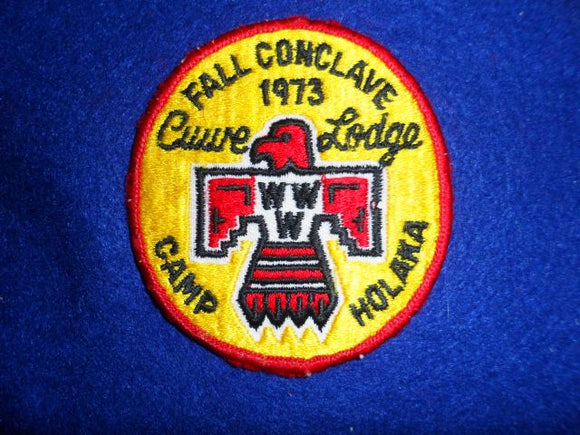 FALL CONCLAVE
1973
Cuwe Lodge
WWW
CAMP HOLAKA